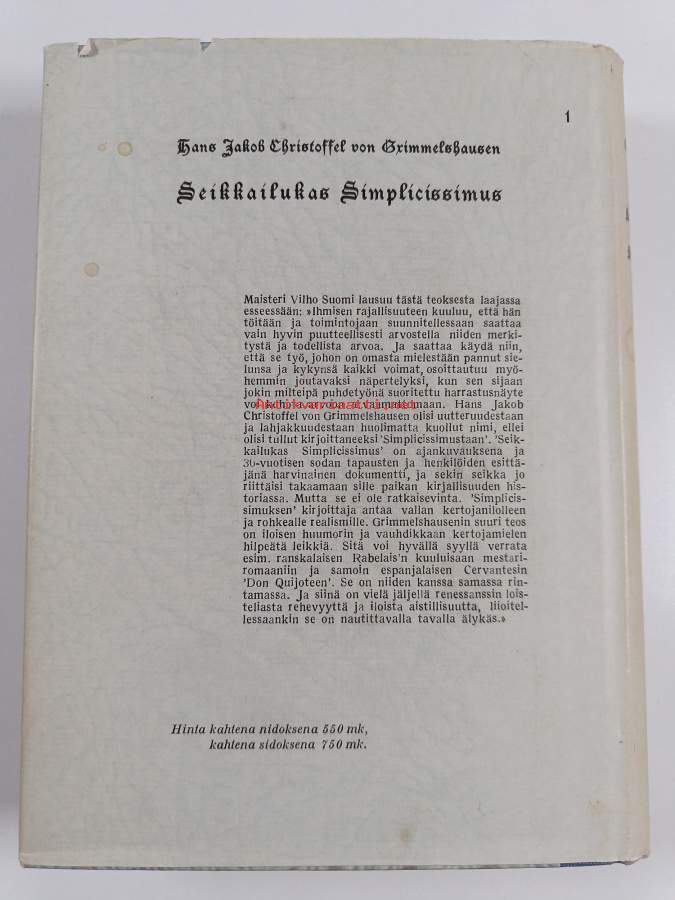 1
Hans Jakob Christoffel von Grimmelshausen
Seikkailukas Simplicissimus
Maisteri Vilho Suomi lausuu tästä teoksesta laajassa
esseessään: »Ihmisen rajallisuuteen kuuluu, että hän
töitään ja toimintojaan suunnitellessaan saattaa
vain hyvin puutteellisesti arvostella niiden merki-
tystä ja todellista arvoa. Ja saattaa käydä niin,
että se työ, johon on omasta mielestään pannut sie-
lunsa ja kykynsä kaikki voimat, osoittautuu myö-
hemmin joutavaksi näpertelyksi, kun sen sijaan
jokin milteipä puhdetyönä suoritettu harrastusnäyte
Antikvariaatti.net
Christoffel von Grimmelshausen olisi uutteruudestaan
ja lahjakkuudestaan huolimatta kuollut nimi, ellei
olisi tullut kirjoittaneeksi 'Simplicissimustaan'. 'Seik-
kailukas Simplicissimus' on ajankuvauksena ja
30-vuotisen sodan tapausten ja henkilöiden esittä-
jänä harvinainen dokumentti, ja sekin seikka jo
riittäisi takaamaan sille paikan kirjallisuuden his-
toriassa. Mutta se ei ole ratkaisevinta. 'Simplicis-
simuksen' kirjoittaja antaa vallan kertojanilolleen
ja rohkealle realismille. Grimmelshausenin suuri teos
on iloisen huumorin ja vauhdikkaan kertojamielen
hilpeätä leikkiä. Sitä voi hyvällä syyllä verrata
esim. ranskalaisen Rabelais'n kuuluisaan mestari-
romaaniin ja samoin espanjalaisen Cervantesin
'Don Quijoteen'. Se on niiden kanssa samassa rin-
tamassa. Ja siinä on vielä jäljellä renessanssin lois-
teliasta rehevyyttä ja iloista aistillisuutta, liioitel-
lessaankin se on nautittavalla tavalla älykäs.»
Hinta kahtena nidoksena 550 mk,
kahtena sidoksena 750 mk.